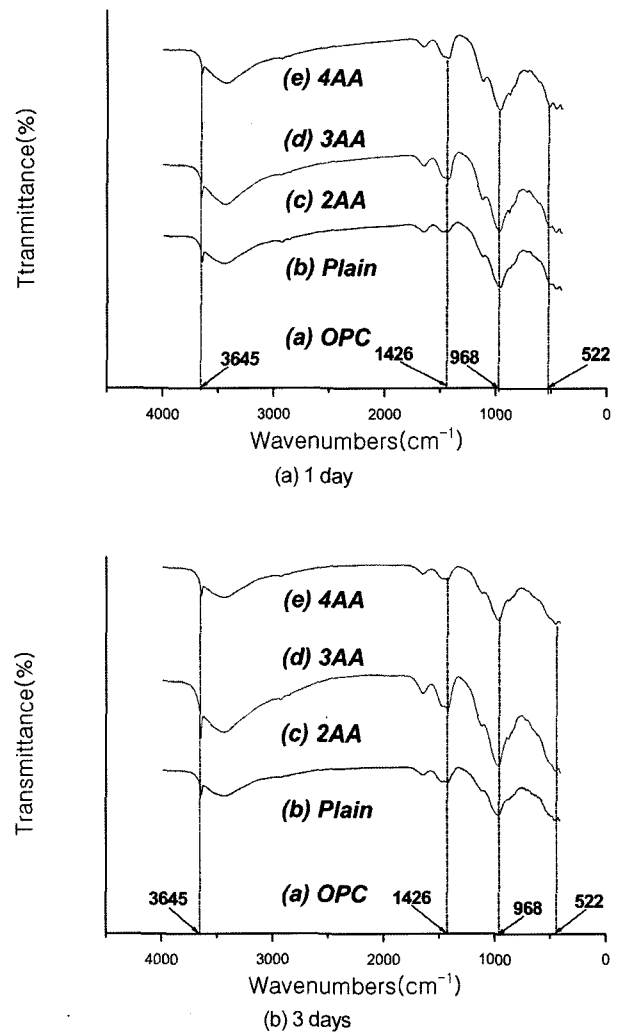 Ttranmittance(%)
(e) 4AA
(d) 3AA
(c) 2AA
(b) Plain
(a) OPC
3645
1426
968
522
4000 3000 2000 1000 0
Wavenumbers(cm⁻¹)
(a) 1 day
Transmittance(%)
(e) 4AA
(d) 3AA
(c) 2AA
(b) Plain
(a) OPC
3645
1426
968
522
4000 3000 2000 1000 0
Wavenumbers(cm⁻¹)
(b) 3 days